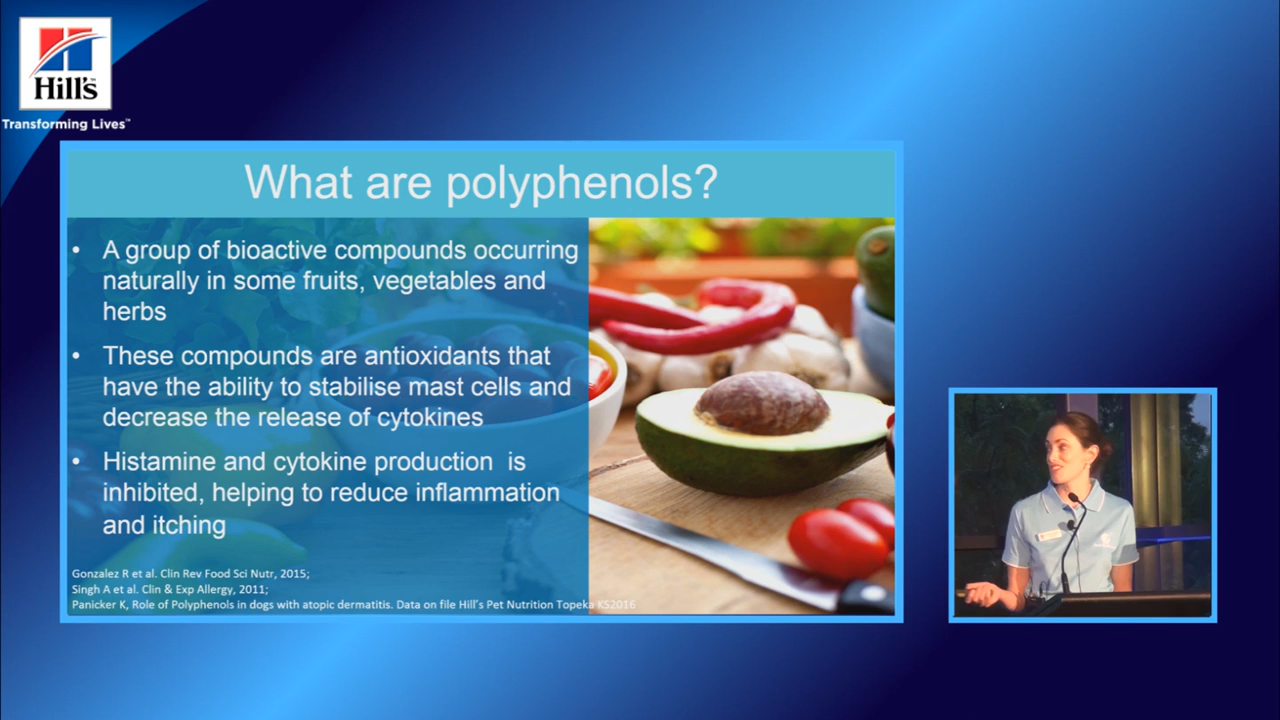 Hill's
Transforming Lives™
What are polyphenols?
• A group of bioactive compounds occurring
naturally in some fruits, vegetables and
herbs
• These compounds are antioxidants that
have the ability to stabilise mast cells and
decrease the release of cytokines
• Histamine and cytokine production is
inhibited, helping to reduce inflammation
and itching
Gonzalez R et al. Clin Rev Food Sci Nutr, 2015;
Singh A et al. Clin & Exp Allergy, 2011;
Panicker K, Role of Polyphenols in dogs with atopic dermatitis. Data on file Hill's Pet Nutrition Topeka KS2016